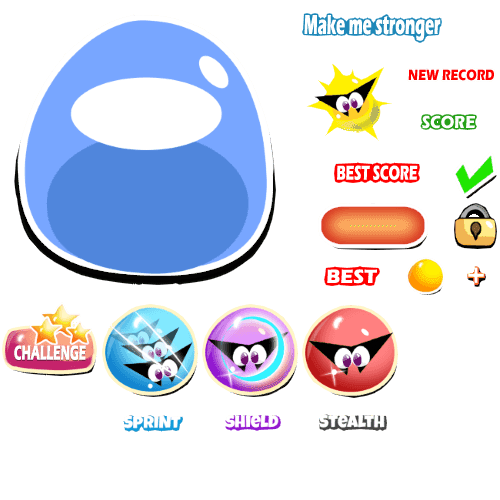 Make me stronger
NEW RECORD
SCORE
BEST SCORE
BEST
CHALLENGE
SPRINT
SHIELD
STEALTH